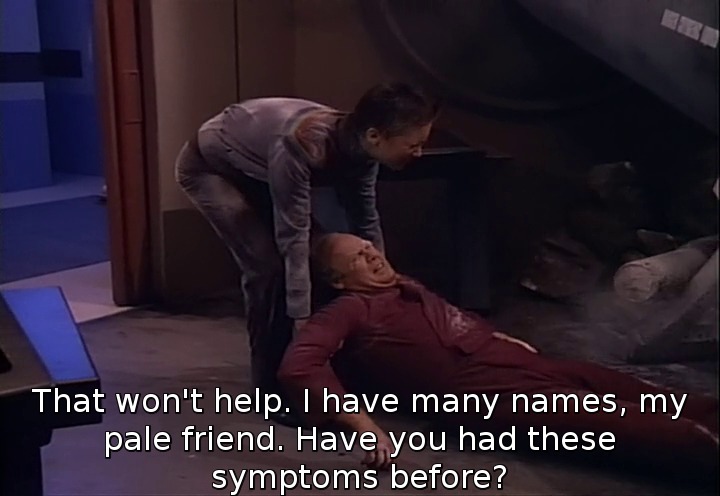 That won't help. I have many names, my
pale friend. Have you had these
symptoms before?